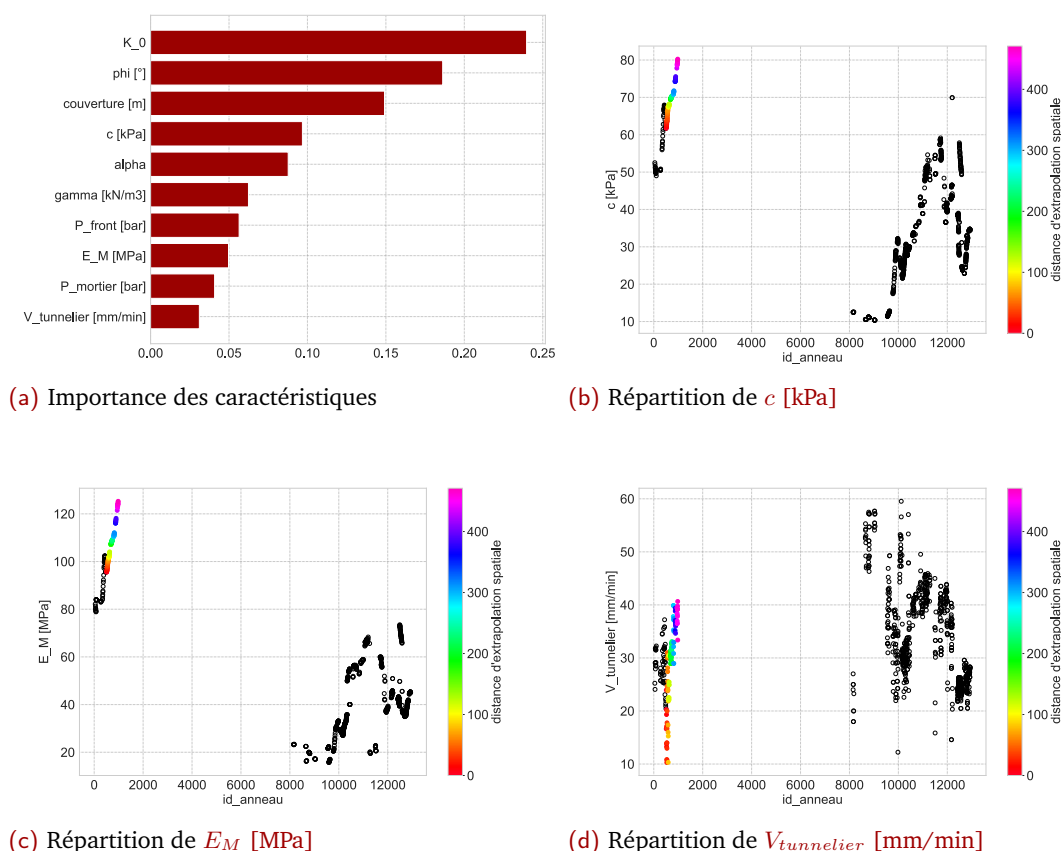 K_0
phi [°]
couverture [m]
c [kPa]
alpha
gamma [kN/m3]
P_front [bar]
E_M [MPa]
P_mortier [bar]
V_tunnelier [mm/min]
0.00 0.05 0.10 0.15 0.20 0.25
(a) Importance des caractéristiques
80
70
60
50
40
30
20
10
c [kPa]
0 2000 4000 6000 8000 10000 12000
id_anneau
400
300
200
100
0
distance d'extrapolation spatiale
(b) Répartition de c [kPa]
120
100
80
60
40
20
E_M [MPa]
0 2000 4000 6000 8000 10000 12000
id_anneau
400
300
200
100
0
distance d'extrapolation spatiale
(c) Répartition de E_M [MPa]
60
50
40
30
20
10
V_tunnelier [mm/min]
0 2000 4000 6000 8000 10000 12000
id_anneau
400
300
200
100
0
distance d'extrapolation spatiale
(d) Répartition de V_tunnelier [mm/min]